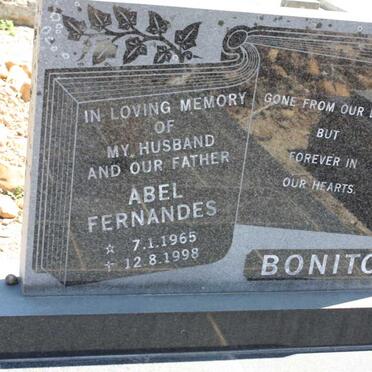 IN LOVING MEMORY
OF
MY HUSBAND
AND OUR FATHER
ABEL
FERNANDES
☆ 7.1.1965
✝ 12.8.1998
GONE FROM OUR
BUT
FOREVER IN
OUR HEARTS.
BONITO